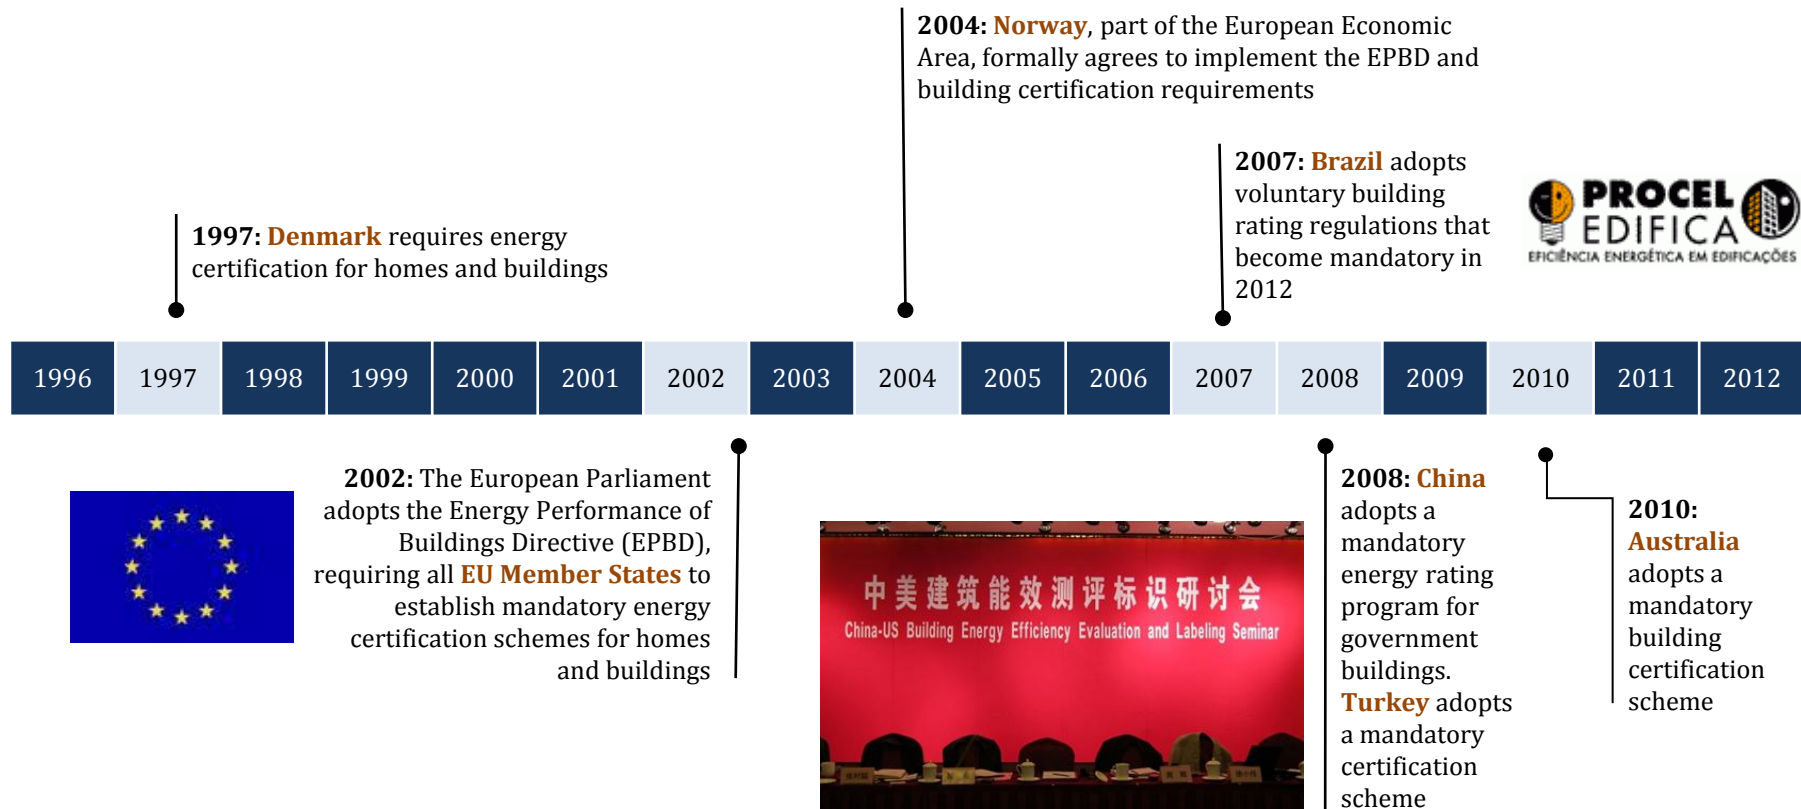 2004: Norway, part of the European Economic
Area, formally agrees to implement the EPBD and
building certification requirements
2007: Brazil adopts
voluntary building
rating regulations that
become mandatory in
2012
PROCEL
EDIFICA
EFICIÊNCIA ENERGÉTICA EM EDIFICAÇÕES
1997: Denmark requires energy
certification for homes and buildings
1996 1997 1998 1999 2000 2001 2002 2003 2004 2005 2006 2007 2008 2009 2010 2011 2012
2002: The European Parliament
adopts the Energy Performance of
Buildings Directive (EPBD),
requiring all EU Member States to
establish mandatory energy
certification schemes for homes
and buildings
中美建筑能效测评标识研讨会
China-US Building Energy Efficiency Evaluation and Labeling Seminar
2008: China
adopts a
mandatory
energy rating
program for
government
buildings.
Turkey adopts
a mandatory
certification
scheme
2010:
Australia
adopts a
mandatory
building
certification
scheme